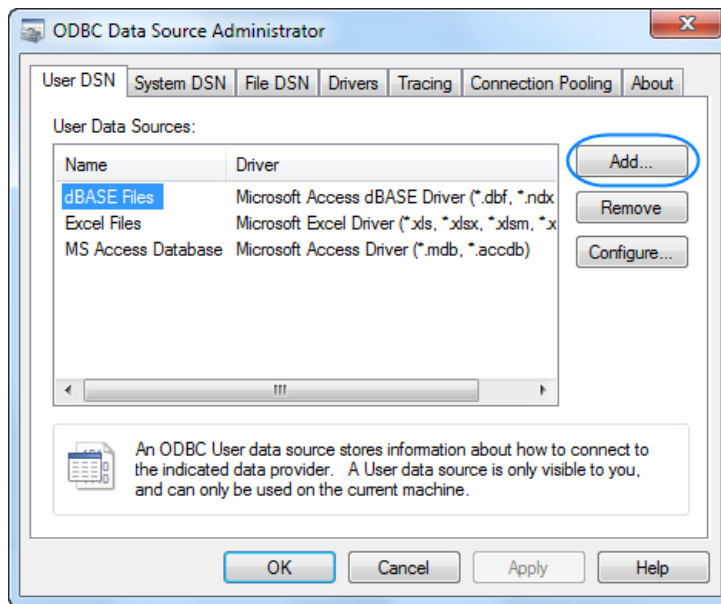 ODBC Data Source Administrator
User DSN System DSN File DSN Drivers Tracing Connection Pooling About
User Data Sources:
Name Driver
dBASE Files Microsoft Access dBASE Driver (*.dbf, *.ndx
Excel Files Microsoft Excel Driver (*.xls, *.xlsx, *.xlsm, *.x
MS Access Database Microsoft Access Driver (*.mdb, *.accdb)
Add...
Remove
Configure...
An ODBC User data source stores information about how to connect to
the indicated data provider. A User data source is only visible to you,
and can only be used on the current machine.
OK Cancel Apply Help